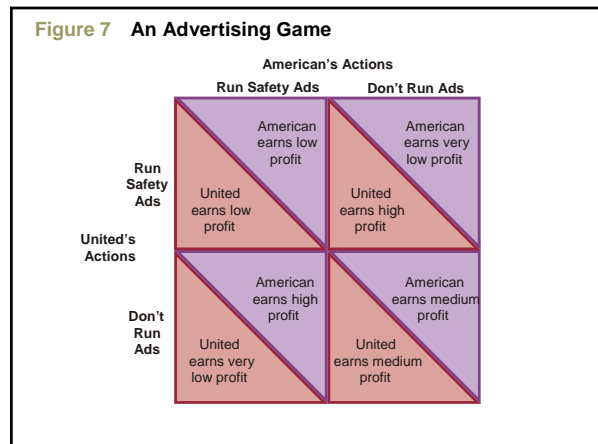 Figure 7 An Advertising Game
American's Actions
Run Safety Ads Don't Run Ads
American
earns low
profit
American
earns very
low profit
Run
Safety
Ads
United
earns low
profit
United
earns high
profit
United's
Actions
American
earns high
profit
American
earns medium
profit
Don't
Run
Ads
United
earns very
low profit
United
earns medium
profit